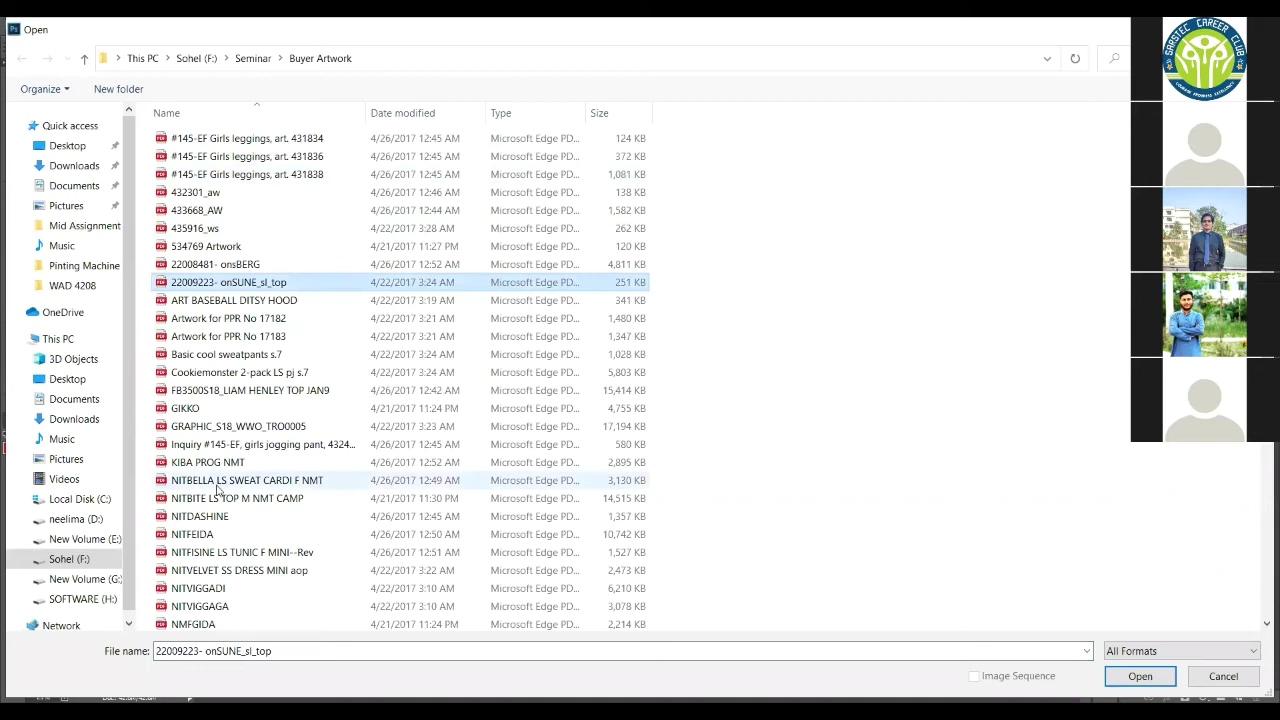 Open
This PC > Sohel (F:) > Seminar > Buyer Artwork
Organize New folder
Name Date modified Type Size
Quick access
Desktop
Downloads
Documents
Pictures
Mid Assignment
Music
Pinting Machine
WAD 4208
OneDrive
This PC
3D Objects
Desktop
Documents
Downloads
Music
Pictures
Videos
Local Disk (C:)
neelima (D:)
New Volume (E:)
Sohel (F:)
New Volume (G:)
SOFTWARE (H:)
Network
#145-EF Girls leggings, art. 431834 4/26/2017 12:45 AM Microsoft Edge PD... 124 KB
#145-EF Girls leggings, art. 431836 4/26/2017 12:45 AM Microsoft Edge PD... 372 KB
#145-EF Girls leggings, art. 431838 4/26/2017 12:45 AM Microsoft Edge PD... 1,081 KB
432301_aw 4/26/2017 12:46 AM Microsoft Edge PD... 138 KB
433668_AW 4/26/2017 12:44 AM Microsoft Edge PD... 1,582 KB
435916_ws 4/22/2017 3:28 AM Microsoft Edge PD... 262 KB
534769 Artwork 4/21/2017 11:27 PM Microsoft Edge PD... 120 KB
22008481- onsBERG 4/26/2017 12:52 AM Microsoft Edge PD... 4,811 KB
22009223- onSUNE_sl_top 4/22/2017 3:24 AM Microsoft Edge PD... 251 KB
ART BASEBALL DITSY HOOD 4/22/2017 3:19 AM Microsoft Edge PD... 341 KB
Artwork for PPR No 17182 4/22/2017 3:21 AM Microsoft Edge PD... 1,480 KB
Artwork for PPR No 17183 4/22/2017 3:21 AM Microsoft Edge PD... 1,347 KB
Basic cool sweatpants s.7 4/22/2017 3:24 AM Microsoft Edge PD... 1,028 KB
Cookiemonster 2-pack LS pj s.7 4/22/2017 3:24 AM Microsoft Edge PD... 5,803 KB
FB3500S18_LIAM HENLEY TOP JAN9 4/26/2017 12:42 AM Microsoft Edge PD... 15,414 KB
GIKKO 4/21/2017 11:24 PM Microsoft Edge PD... 4,755 KB
GRAPHIC_S18_WWO_TRO0005 4/22/2017 3:23 AM Microsoft Edge PD... 17,194 KB
Inquiry #145-EF, girls jogging pant, 4324... 4/26/2017 12:45 AM Microsoft Edge PD... 580 KB
KIBA PROG NMT 4/26/2017 12:52 AM Microsoft Edge PD... 2,895 KB
NITBELLA LS SWEAT CARDI F NMT 4/26/2017 12:49 AM Microsoft Edge PD... 3,130 KB
NITBITE LS TOP M NMT CAMP 4/21/2017 11:30 PM Microsoft Edge PD... 14,515 KB
NITDASHINE 4/26/2017 12:45 AM Microsoft Edge PD... 1,357 KB
NITFEIDA 4/26/2017 12:50 AM Microsoft Edge PD... 10,742 KB
NITFISINE LS TUNIC F MINI--Rev 4/26/2017 12:51 AM Microsoft Edge PD... 1,527 KB
NITVELVET SS DRESS MINI aop 4/22/2017 3:22 AM Microsoft Edge PD... 2,473 KB
NITVIGGADI 4/22/2017 3:10 AM Microsoft Edge PD... 6,210 KB
NITVIGGAGA 4/22/2017 3:10 AM Microsoft Edge PD... 3,078 KB
NMFGIDA 4/21/2017 11:24 PM Microsoft Edge PD... 2,214 KB
File name: 22009223- onSUNE_sl_top All Formats
Image Sequence Open Cancel
SARSTEC CAREER CLUB